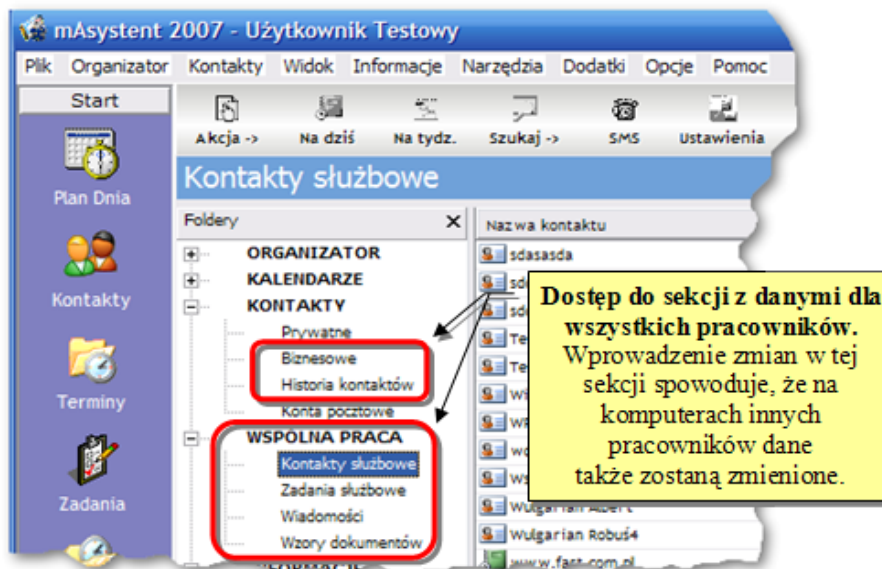 mAsystent 2007 - Użytkownik Testowy
Plik Organizator Kontakty Widok Informacje Narzędzia Dodatki Opcje Pomoc
Start
Akcja -> Na dziś Na tydz. Szukaj -> SMS Ustawienia
Kontakty służbowe
Plan Dnia
Kontakty
Terminy
Zadania
Foldery
ORGANIZATOR
KALENDARZE
KONTAKTY
Prywatne
Biznesowe
Historia kontaktów
Konta pocztowe
WSPÓLNA PRACA
Kontakty służbowe
Zadania służbowe
Wiadomości
Wzory dokumentów
Nazwa kontaktu
sdasasda
Wulgarian Albert
Wulgarian Robuś4
www.fast-com.pl
Dostęp do sekcji z danymi dla
wszystkich pracowników.
Wprowadzenie zmian w tej
sekcji spowoduje, że na
komputerach innych
pracowników dane
także zostaną zmienione.